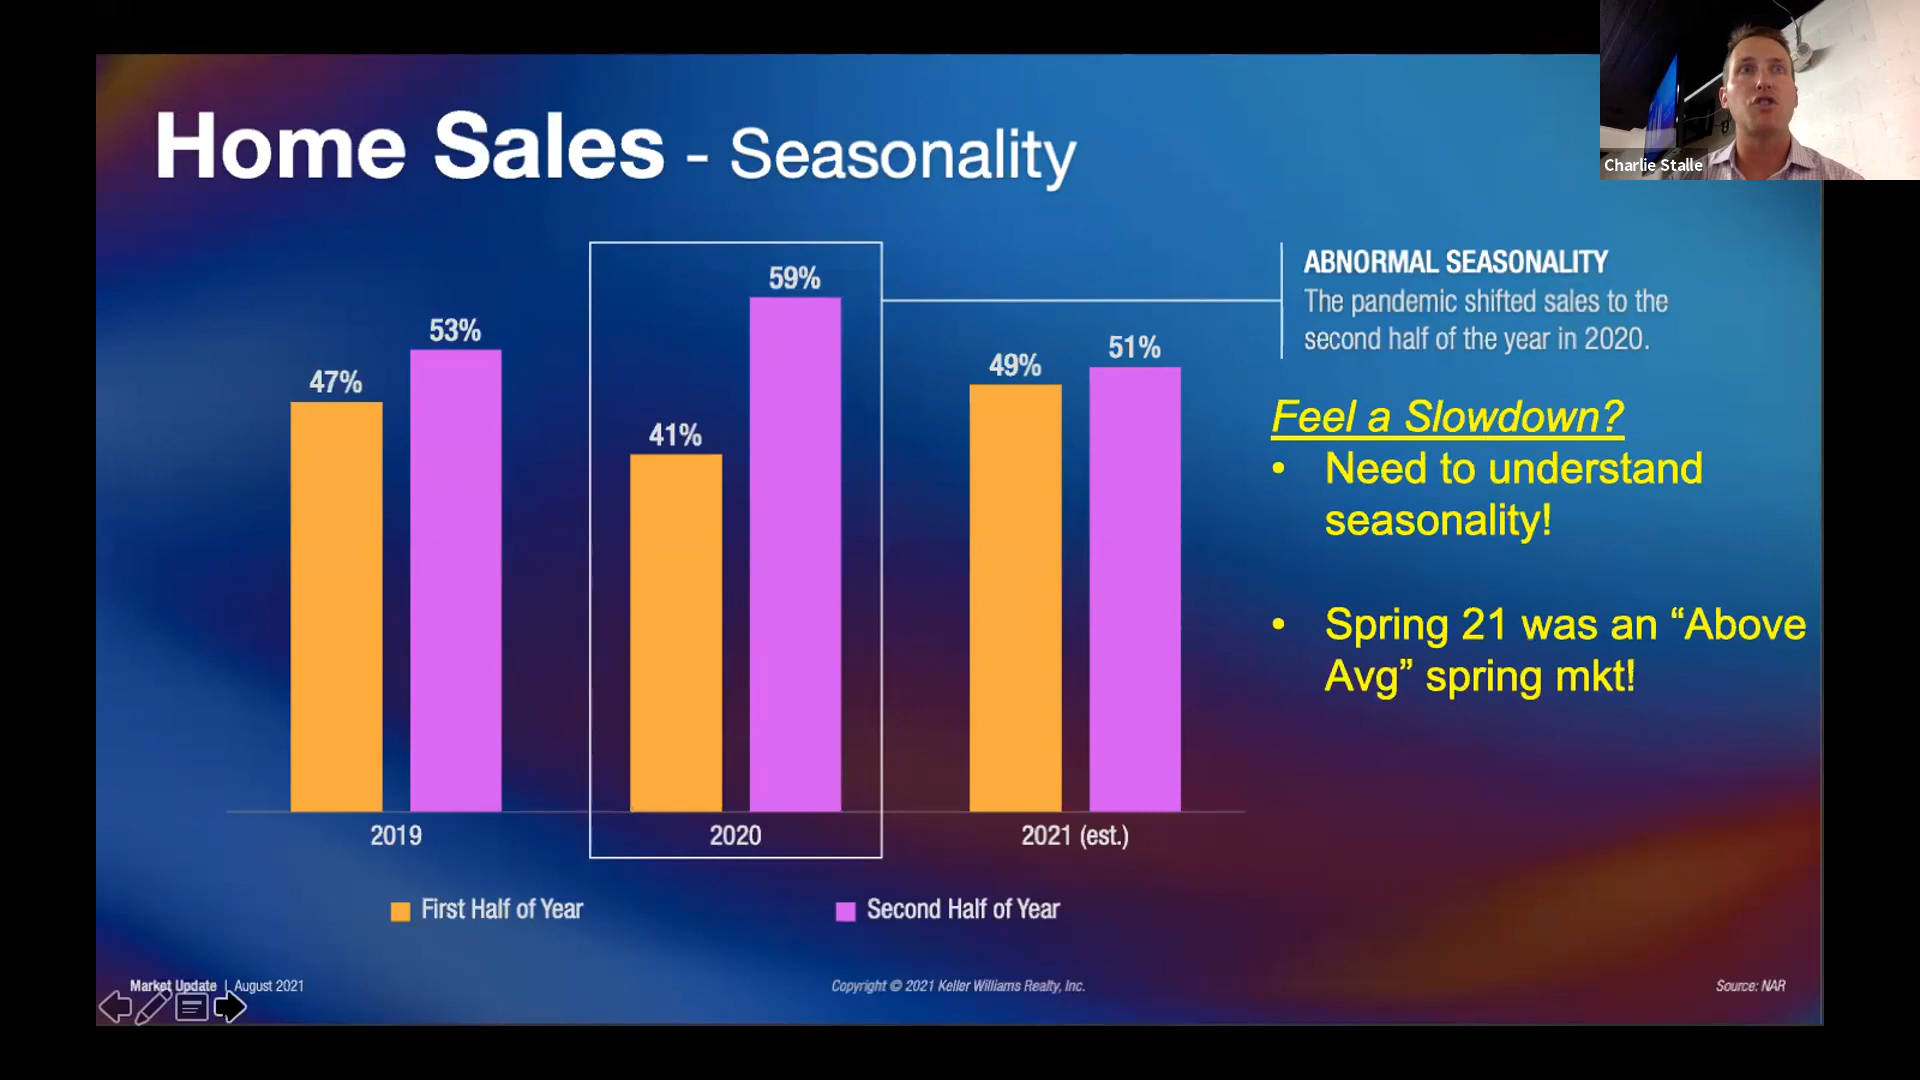 Charlie Stalle
Home Sales - Seasonality
ABNORMAL SEASONALITY
The pandemic shifted sales to the
second half of the year in 2020.
Feel a Slowdown?
• Need to understand
seasonality!
• Spring 21 was an “Above
Avg” spring mkt!
47%
53%
41%
59%
49%
51%
2019
2020
2021 (est.)
First Half of Year
Second Half of Year
Market Update | August 2021
Copyright © 2021 Keller Williams Realty, Inc.
Source: NAR